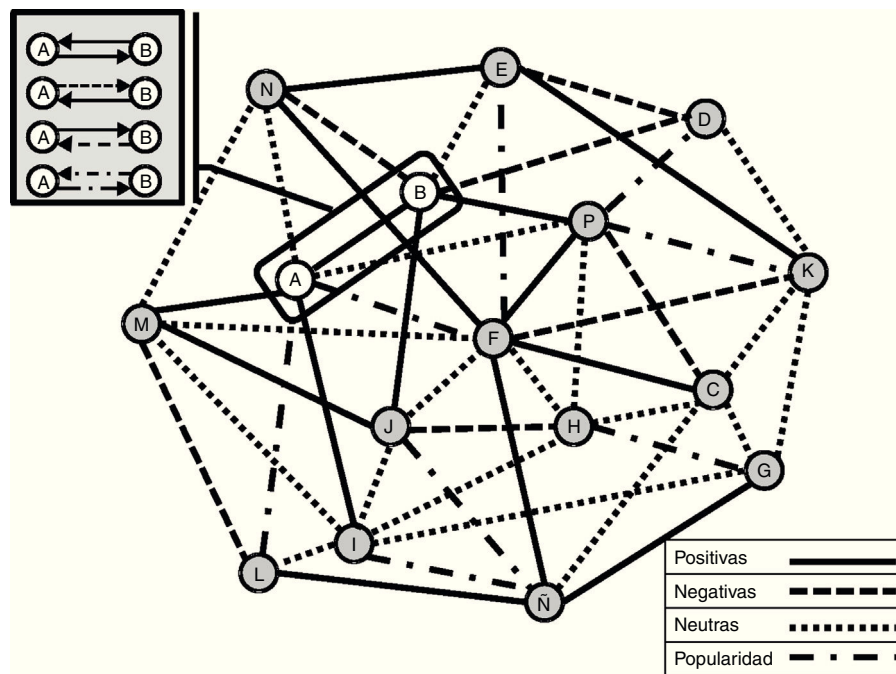 A B
A B
A B
A B
N
E
D
B
P
A
K
M
F
C
J
H
G
I
L
Ñ
Positivas
Negativas
Neutras
Popularidad